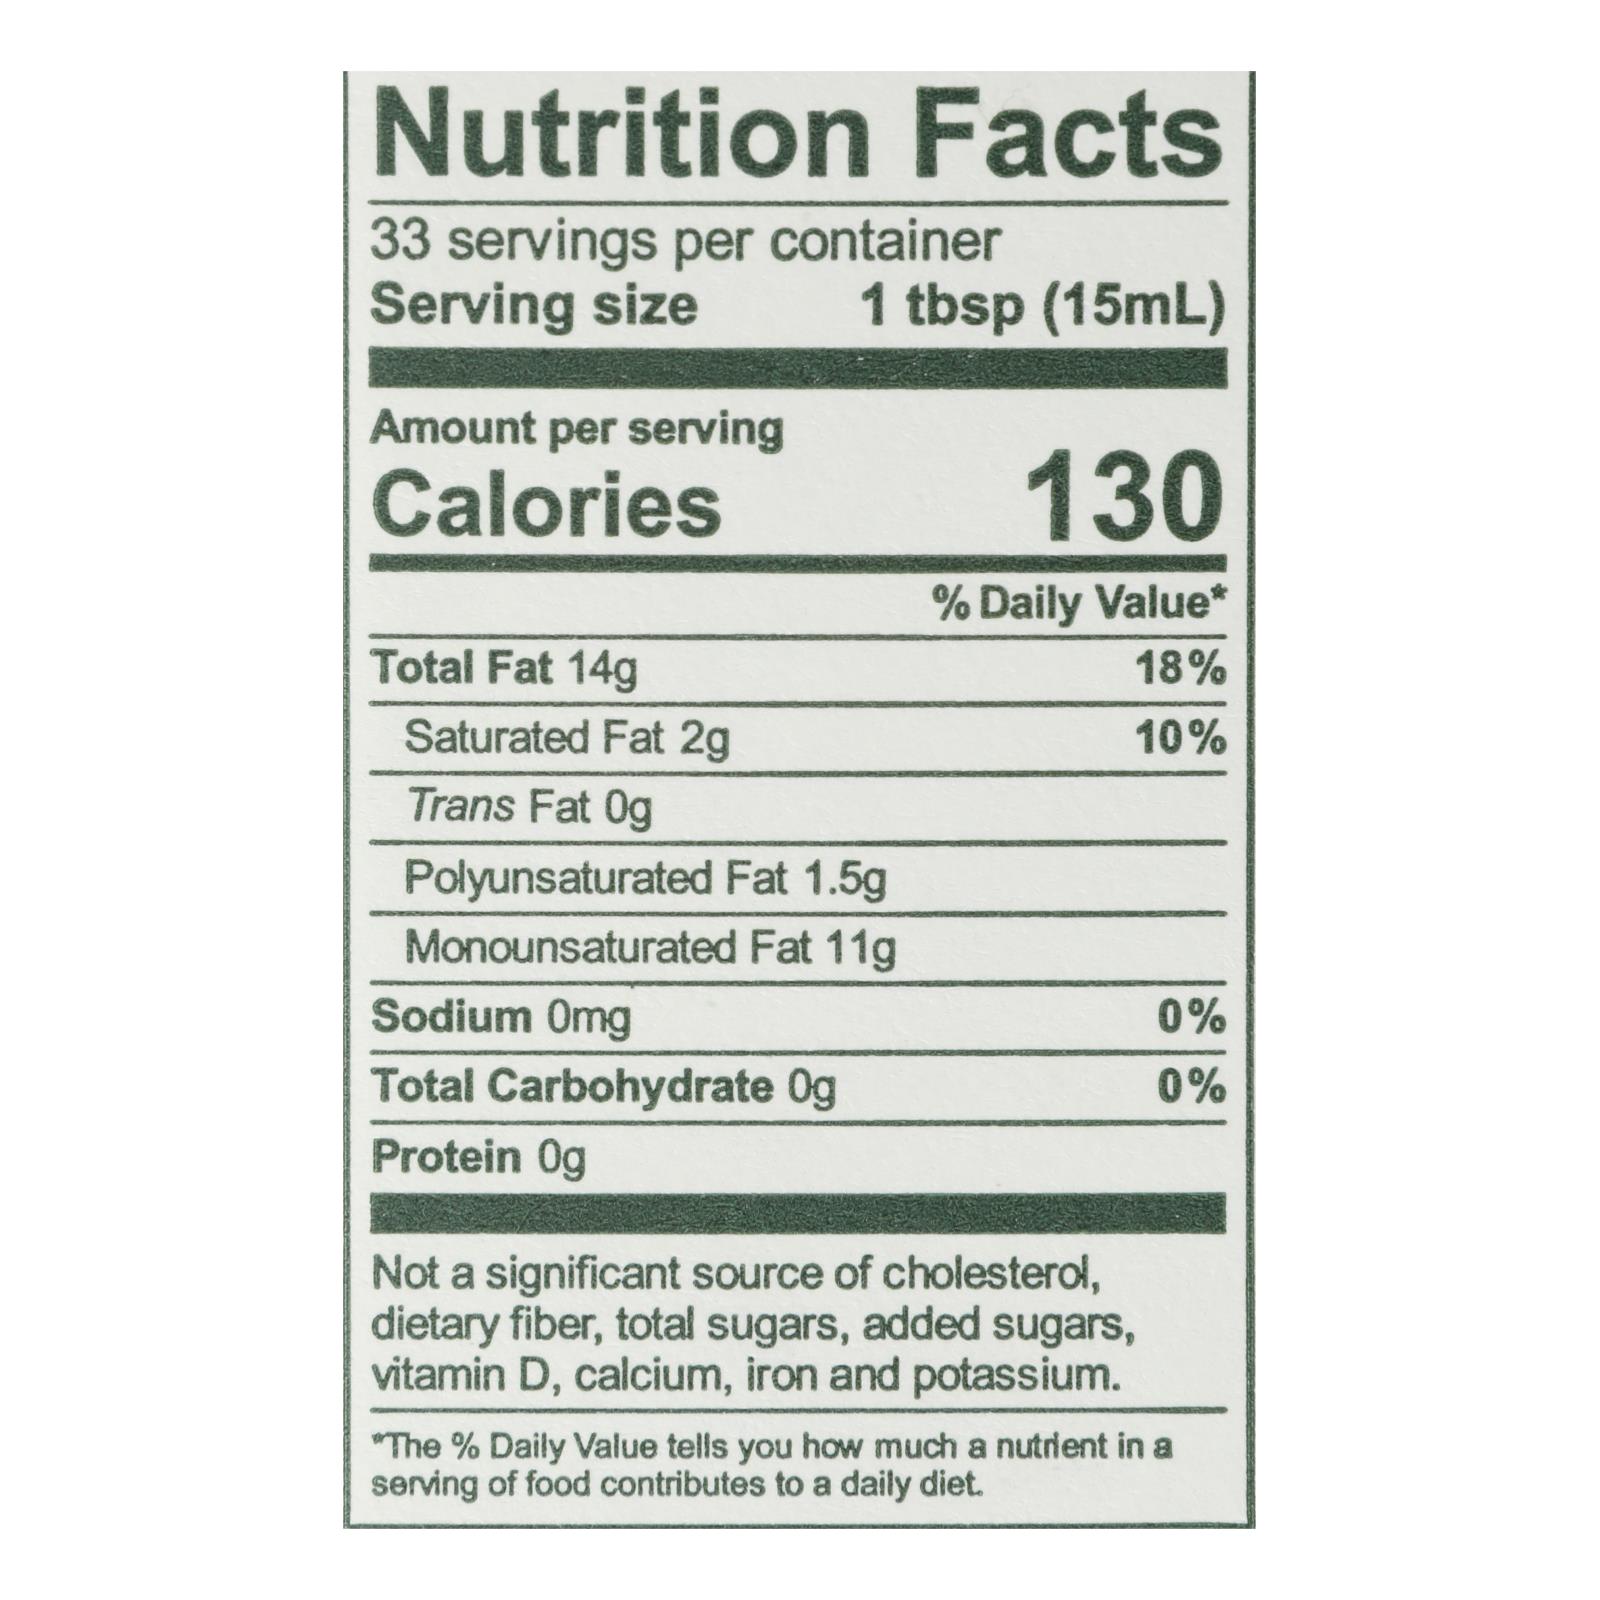 Nutrition Facts
33 servings per container
Serving size 1 tbsp (15mL)
Amount per serving
Calories 130
% Daily Value*
Total Fat 14g 18%
Saturated Fat 2g 10%
Trans Fat 0g
Polyunsaturated Fat 1.5g
Monounsaturated Fat 11g
Sodium 0mg 0%
Total Carbohydrate 0g 0%
Protein 0g
Not a significant source of cholesterol,
dietary fiber, total sugars, added sugars,
vitamin D, calcium, iron and potassium.
*The % Daily Value tells you how much a nutrient in a
serving of food contributes to a daily diet.